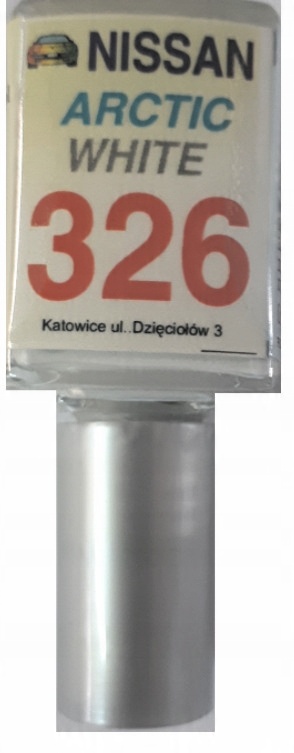 NISSAN
ARCTIC
WHITE
326
Katowice ul..Dzięciołów 3